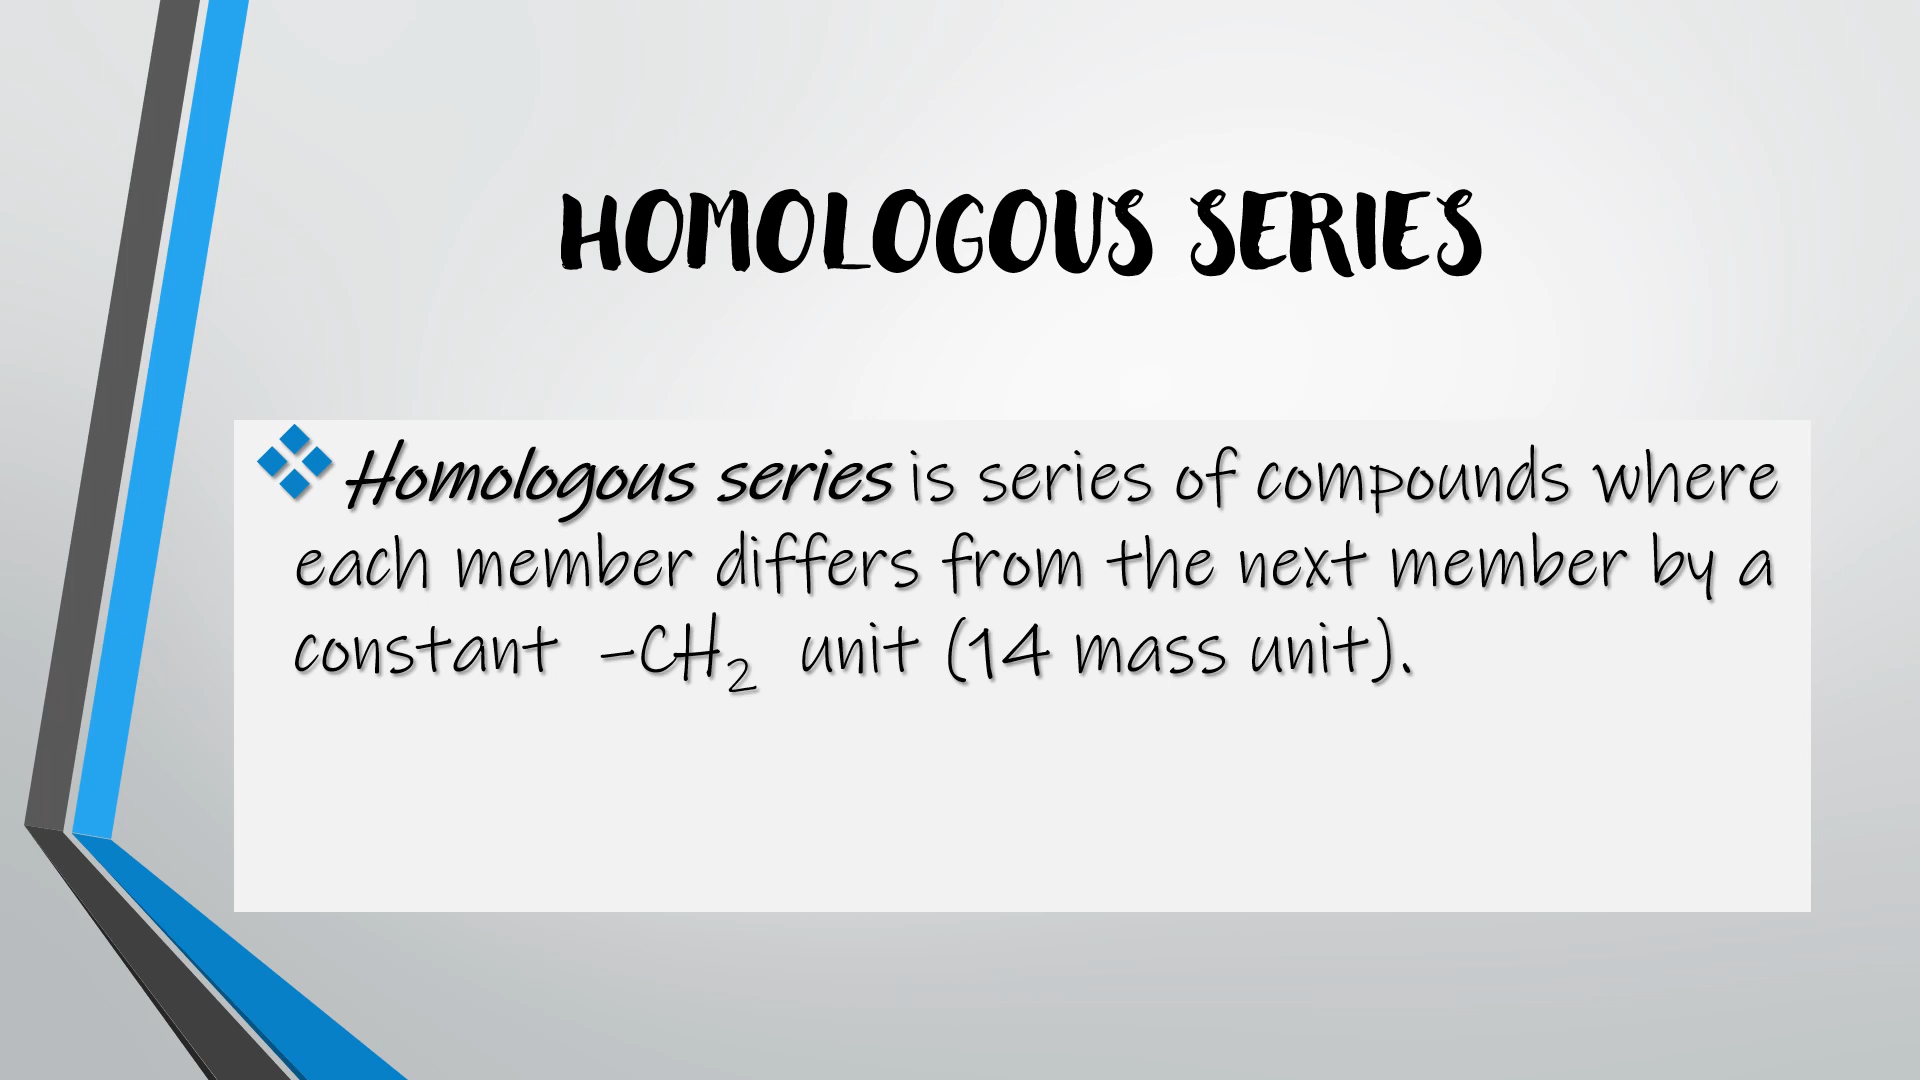 HOMOLOGOUS SERIES
Homologous series is series of compounds where
each member differs from the next member by a
constant –CH₂ unit (14 mass unit).